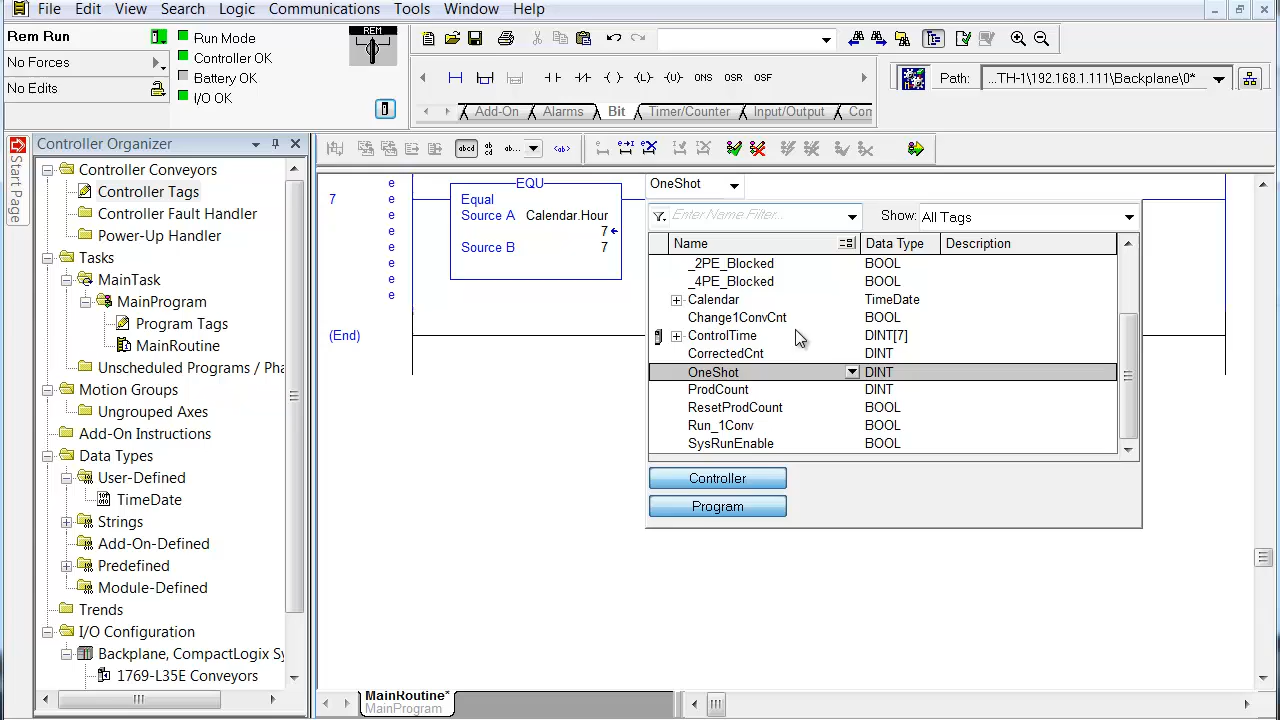 File Edit View Search Logic Communications Tools Window Help
Rem Run
Run Mode
REM
No Forces
Controller OK
Battery OK
No Edits
I/O OK
ONS OSR OSF
Path: ...TH-1\192.168.1.111\Backplane\0*
Add-On Alarms Bit Timer/Counter Input/Output Con
Start Page
Controller Organizer
abcd
ab
cd
ab...
<ab>
Controller Conveyors
Controller Tags
Controller Fault Handler
Power-Up Handler
Tasks
MainTask
MainProgram
Program Tags
MainRoutine
Unscheduled Programs / Pha
Motion Groups
Ungrouped Axes
Add-On Instructions
Data Types
User-Defined
TimeDate
Strings
Add-On-Defined
Predefined
Module-Defined
Trends
I/O Configuration
Backplane, CompactLogix Sy
1769-L35E Conveyors
e
7 e
e
e
e
e
e
e
EQU
Equal
Source A Calendar.Hour
7
Source B 7
(End)
OneShot
Enter Name Filter... Show: All Tags
Name Data Type Description
_2PE_Blocked BOOL
_4PE_Blocked BOOL
Calendar TimeDate
Change1ConvCnt BOOL
ControlTime DINT[7]
CorrectedCnt DINT
OneShot DINT
ProdCount DINT
ResetProdCount BOOL
Run_1Conv BOOL
SysRunEnable BOOL
Controller
Program
MainRoutine*
MainProgram